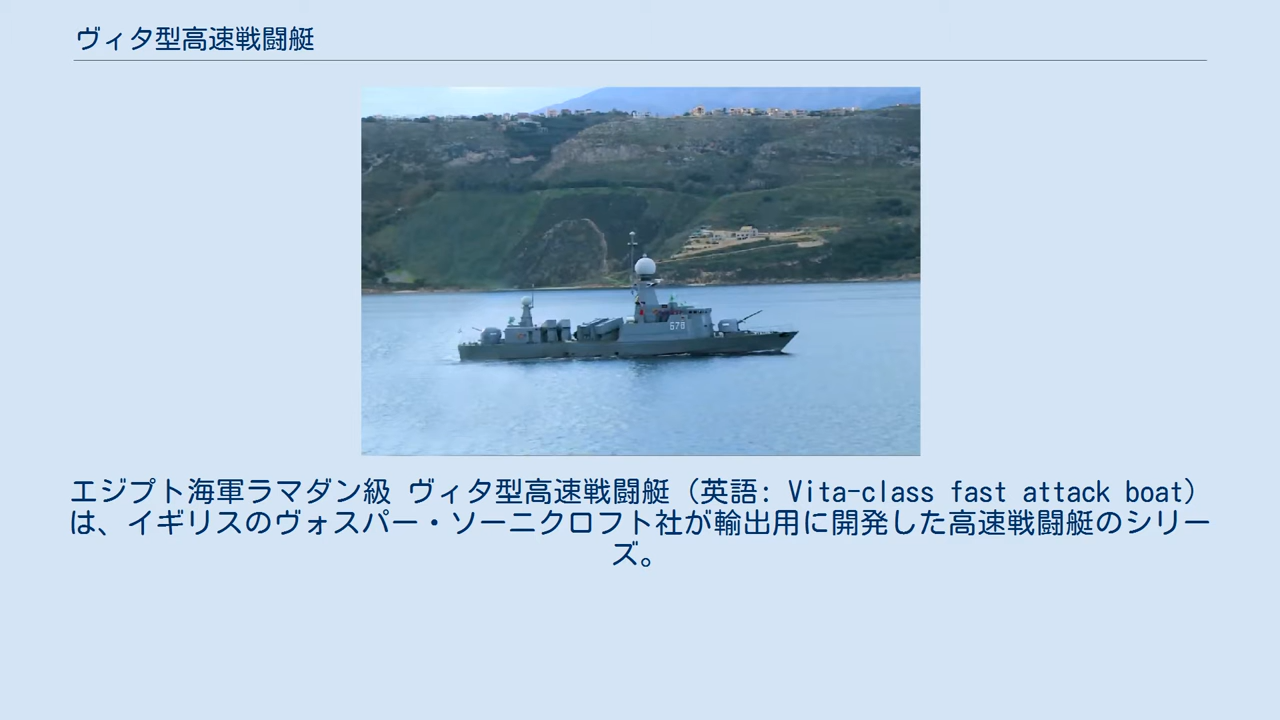 ヴィタ型高速戦闘艇
678
エジプト海軍ラマダン級 ヴィタ型高速戦闘艇（英語: Vita-class fast attack boat）
は、イギリスのヴォスパー・ソーニクロフト社が輸出用に開発した高速戦闘艇のシリー
ズ。